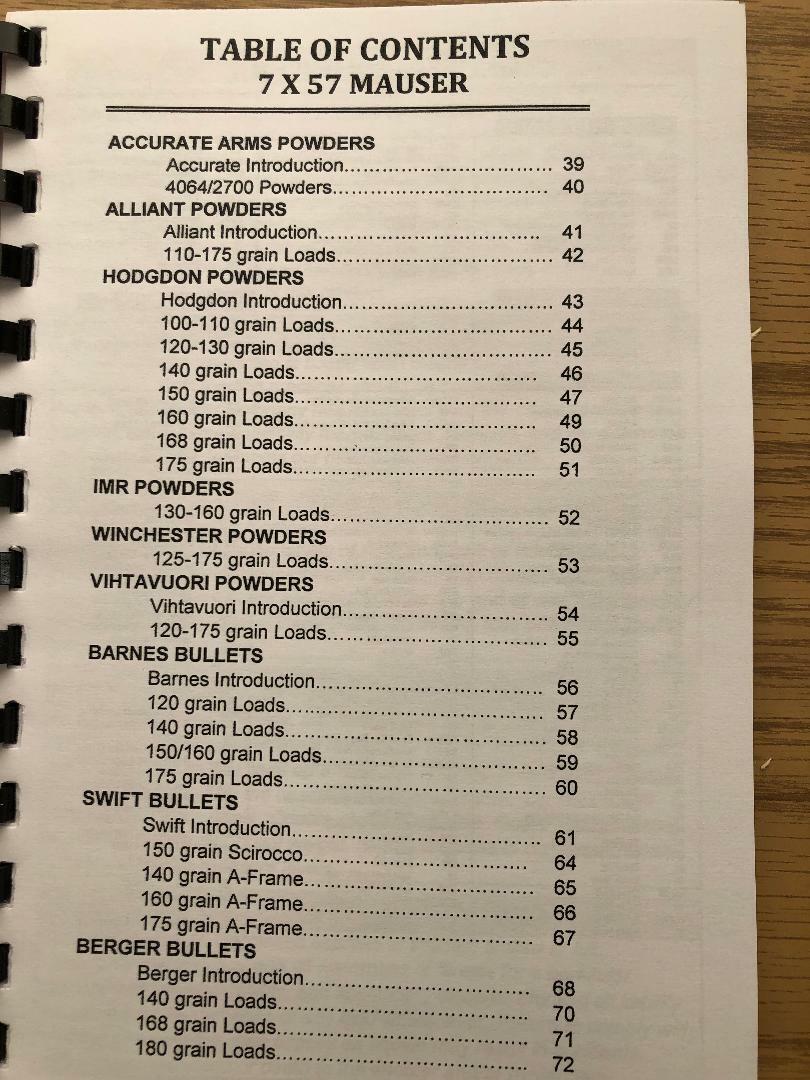 TABLE OF CONTENTS
7 X 57 MAUSER
ACCURATE ARMS POWDERS
Accurate Introduction........................................ 39
4064/2700 Powders........................................ 40
ALLIANT POWDERS
Alliant Introduction........................................ 41
110-175 grain Loads........................................ 42
HODGDON POWDERS
Hodgdon Introduction........................................ 43
100-110 grain Loads........................................ 44
120-130 grain Loads........................................ 45
140 grain Loads........................................ 46
150 grain Loads........................................ 47
160 grain Loads........................................ 49
168 grain Loads........................................ 50
175 grain Loads........................................ 51
IMR POWDERS
130-160 grain Loads........................................ 52
WINCHESTER POWDERS
125-175 grain Loads........................................ 53
VIHTAVUORI POWDERS
Vihtavuori Introduction........................................ 54
120-175 grain Loads........................................ 55
BARNES BULLETS
Barnes Introduction........................................ 56
120 grain Loads........................................ 57
140 grain Loads........................................ 58
150/160 grain Loads........................................ 59
175 grain Loads........................................ 60
SWIFT BULLETS
Swift Introduction........................................ 61
150 grain Scirocco........................................ 64
140 grain A-Frame........................................ 65
160 grain A-Frame........................................ 66
175 grain A-Frame........................................ 67
BERGER BULLETS
Berger Introduction........................................ 68
140 grain Loads........................................ 70
168 grain Loads........................................ 71
180 grain Loads........................................ 72